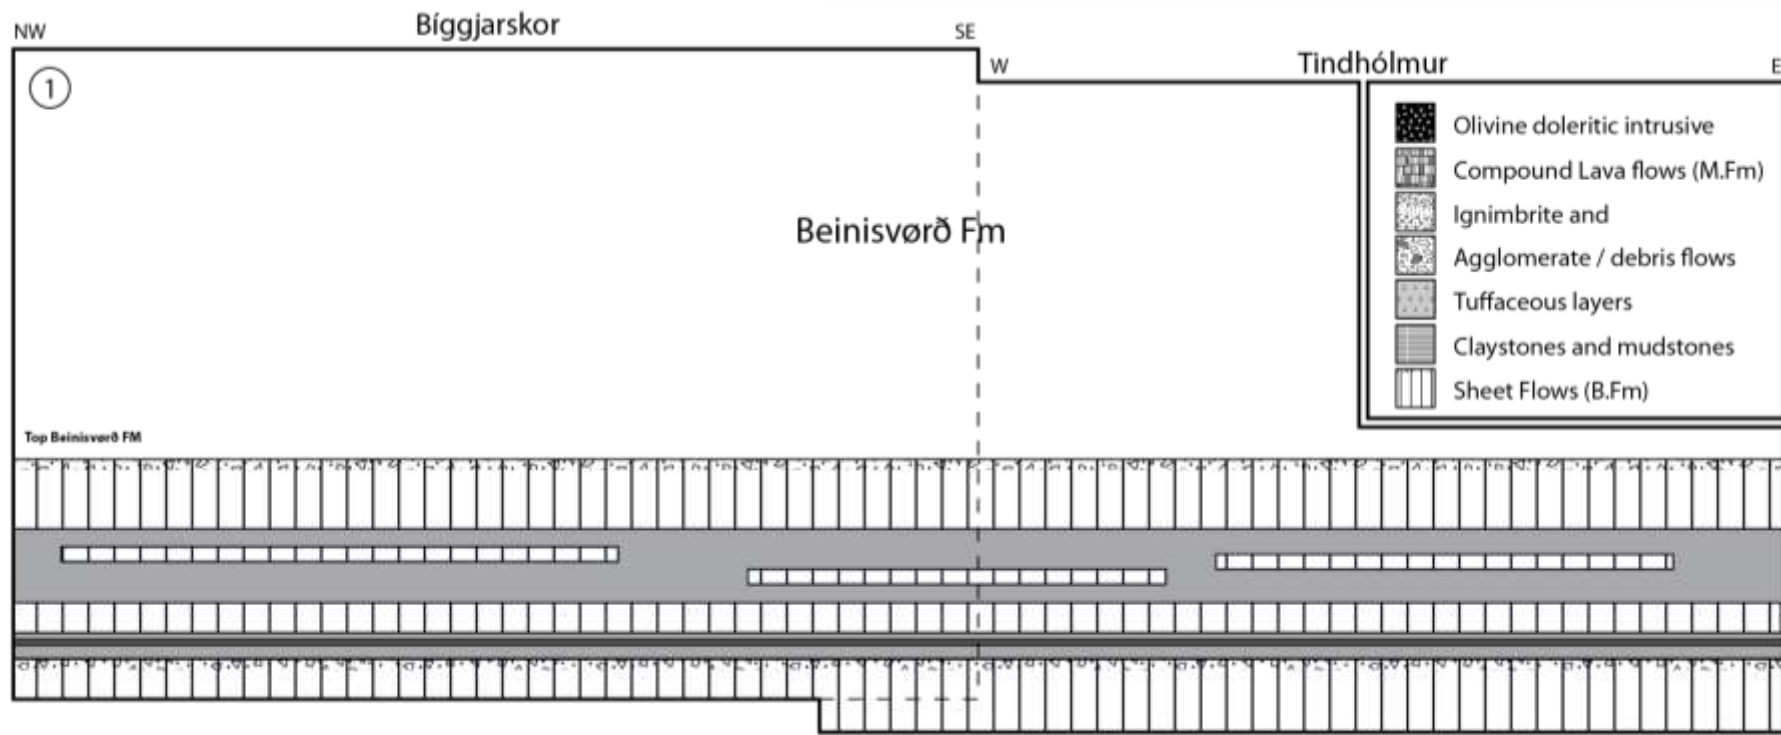 NW
Bíggjarskor
SE
W
Tindhólmur
E
1
Olivine doleritic intrusive
Compound Lava flows (M.Fm)
Ignimbrite and
Agglomerate / debris flows
Tuffaceous layers
Claystones and mudstones
Sheet Flows (B.Fm)
Beinisvørð Fm
Top Beinisvørð FM